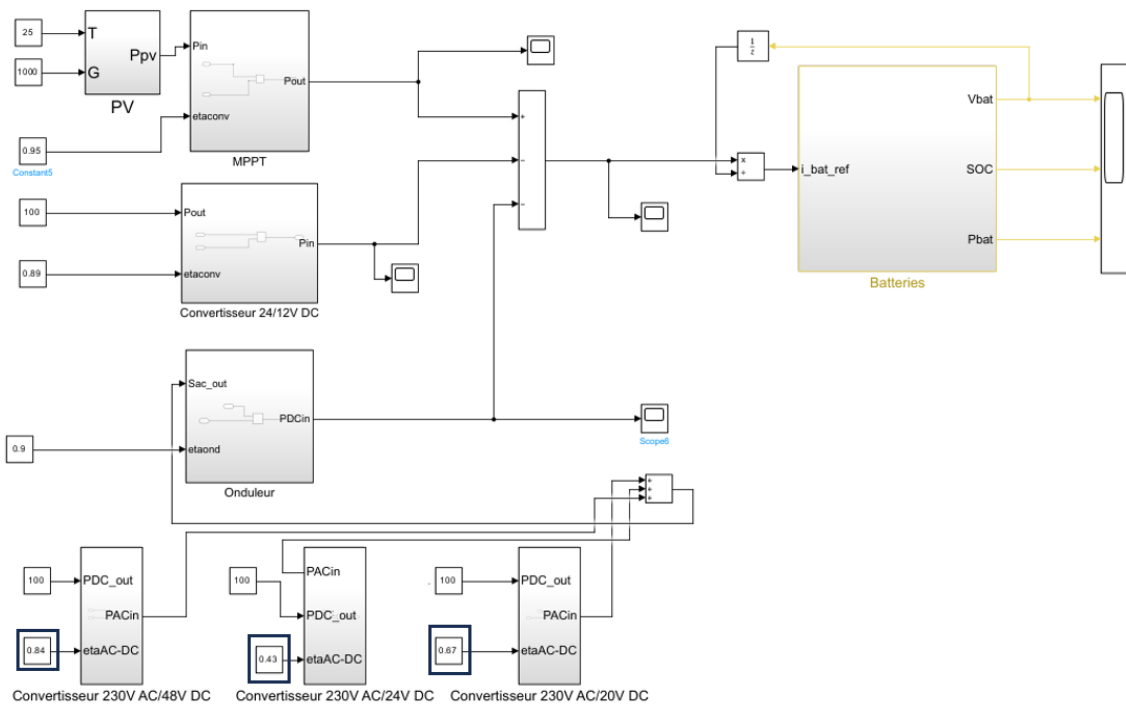 25
T
Ppv
1000
G
PV
Pin
Pout
etaconv
0.95
Constant5
MPPT
+
−
−
1
z
x
÷
i_bat_ref
Vbat
SOC
Pbat
Batteries
100
Pout
Pin
0.89
etaconv
Convertisseur 24/12V DC
Sac_out
PDCin
0.9
etaond
Onduleur
Scope6
+
+
+
100
PDC_out
PACin
0.84
etaAC-DC
Convertisseur 230V AC/48V DC
PACin
100
PDC_out
0.43
etaAC-DC
Convertisseur 230V AC/24V DC
100
PDC_out
PACin
0.67
etaAC-DC
Convertisseur 230V AC/20V DC